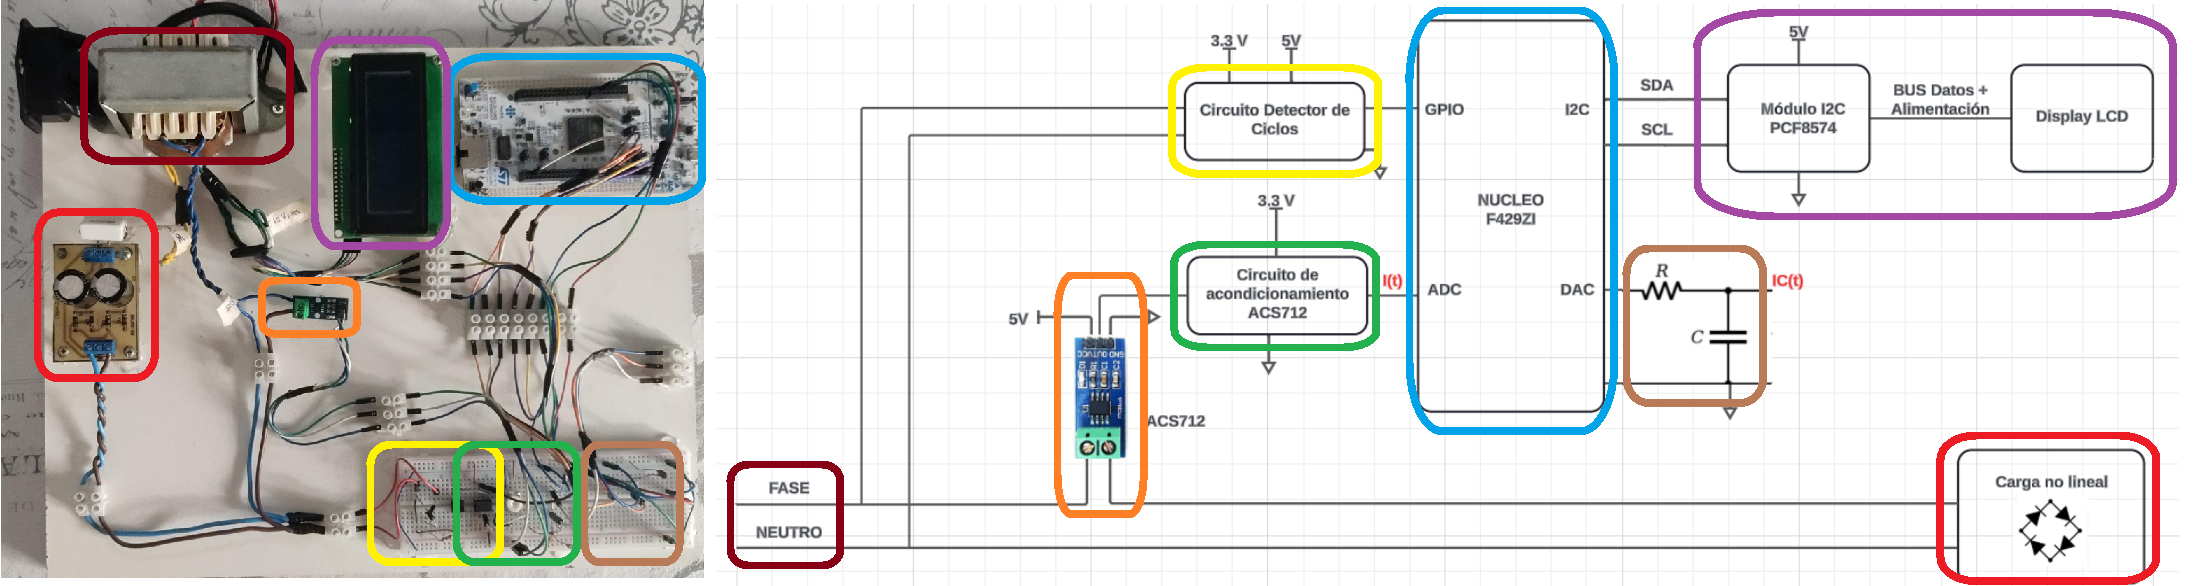 3.3 V
5V
Circuito Detector de
Ciclos
GPIO
I2C
SDA
SCL
5V
Módulo I2C
PCF8574
BUS Datos +
Alimentación
Display LCD
NUCLEO
F429ZI
3.3 V
Circuito de
acondicionamiento
ACS712
I(t)
ADC
DAC
R
C
IC(t)
5V
ACS712
FASE
NEUTRO
Carga no lineal